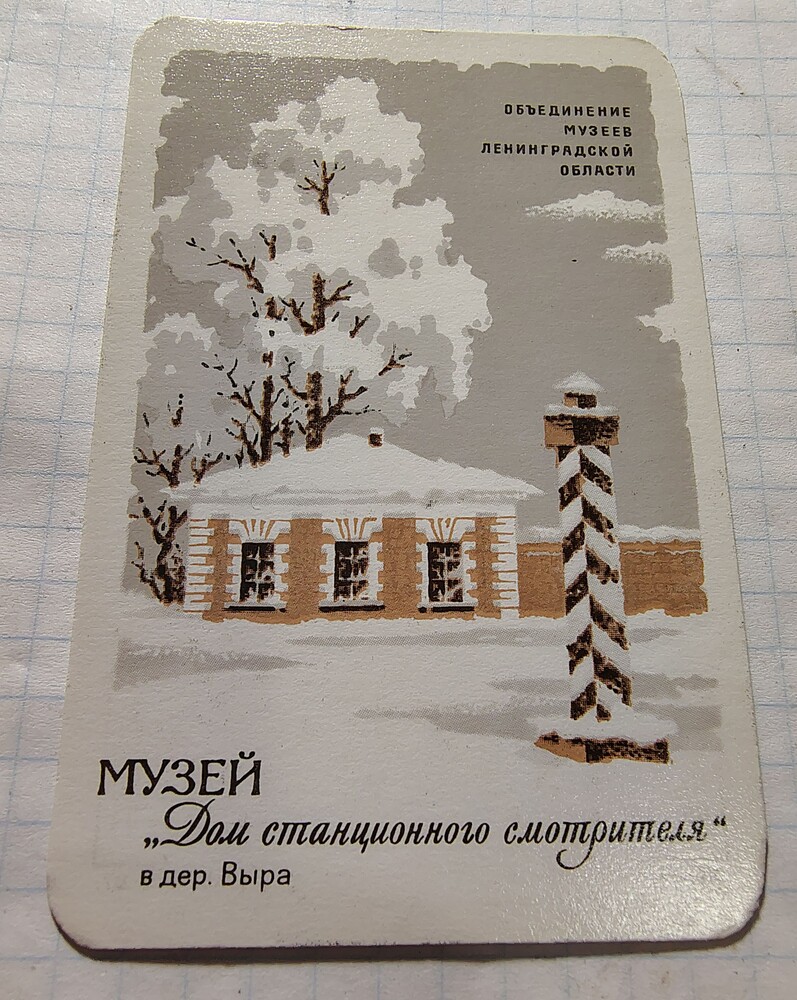 ОБЪЕДИНЕНИЕ
МУЗЕЕВ
ЛЕНИНГРАДСКОЙ
ОБЛАСТИ
МУЗЕЙ
„Дом станционного смотрителя“
в дер. Выра